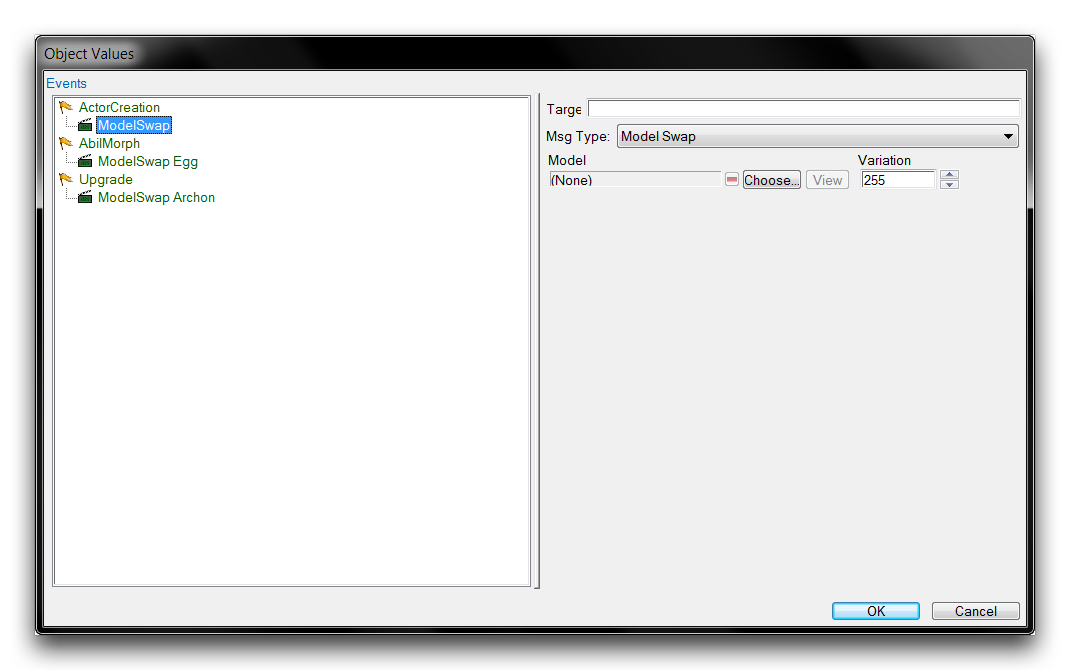 Object Values
Events
ActorCreation
ModelSwap
AbilMorph
ModelSwap Egg
Upgrade
ModelSwap Archon
Targe
Msg Type: Model Swap
Model Variation
(None) Choose... View 255
OK Cancel